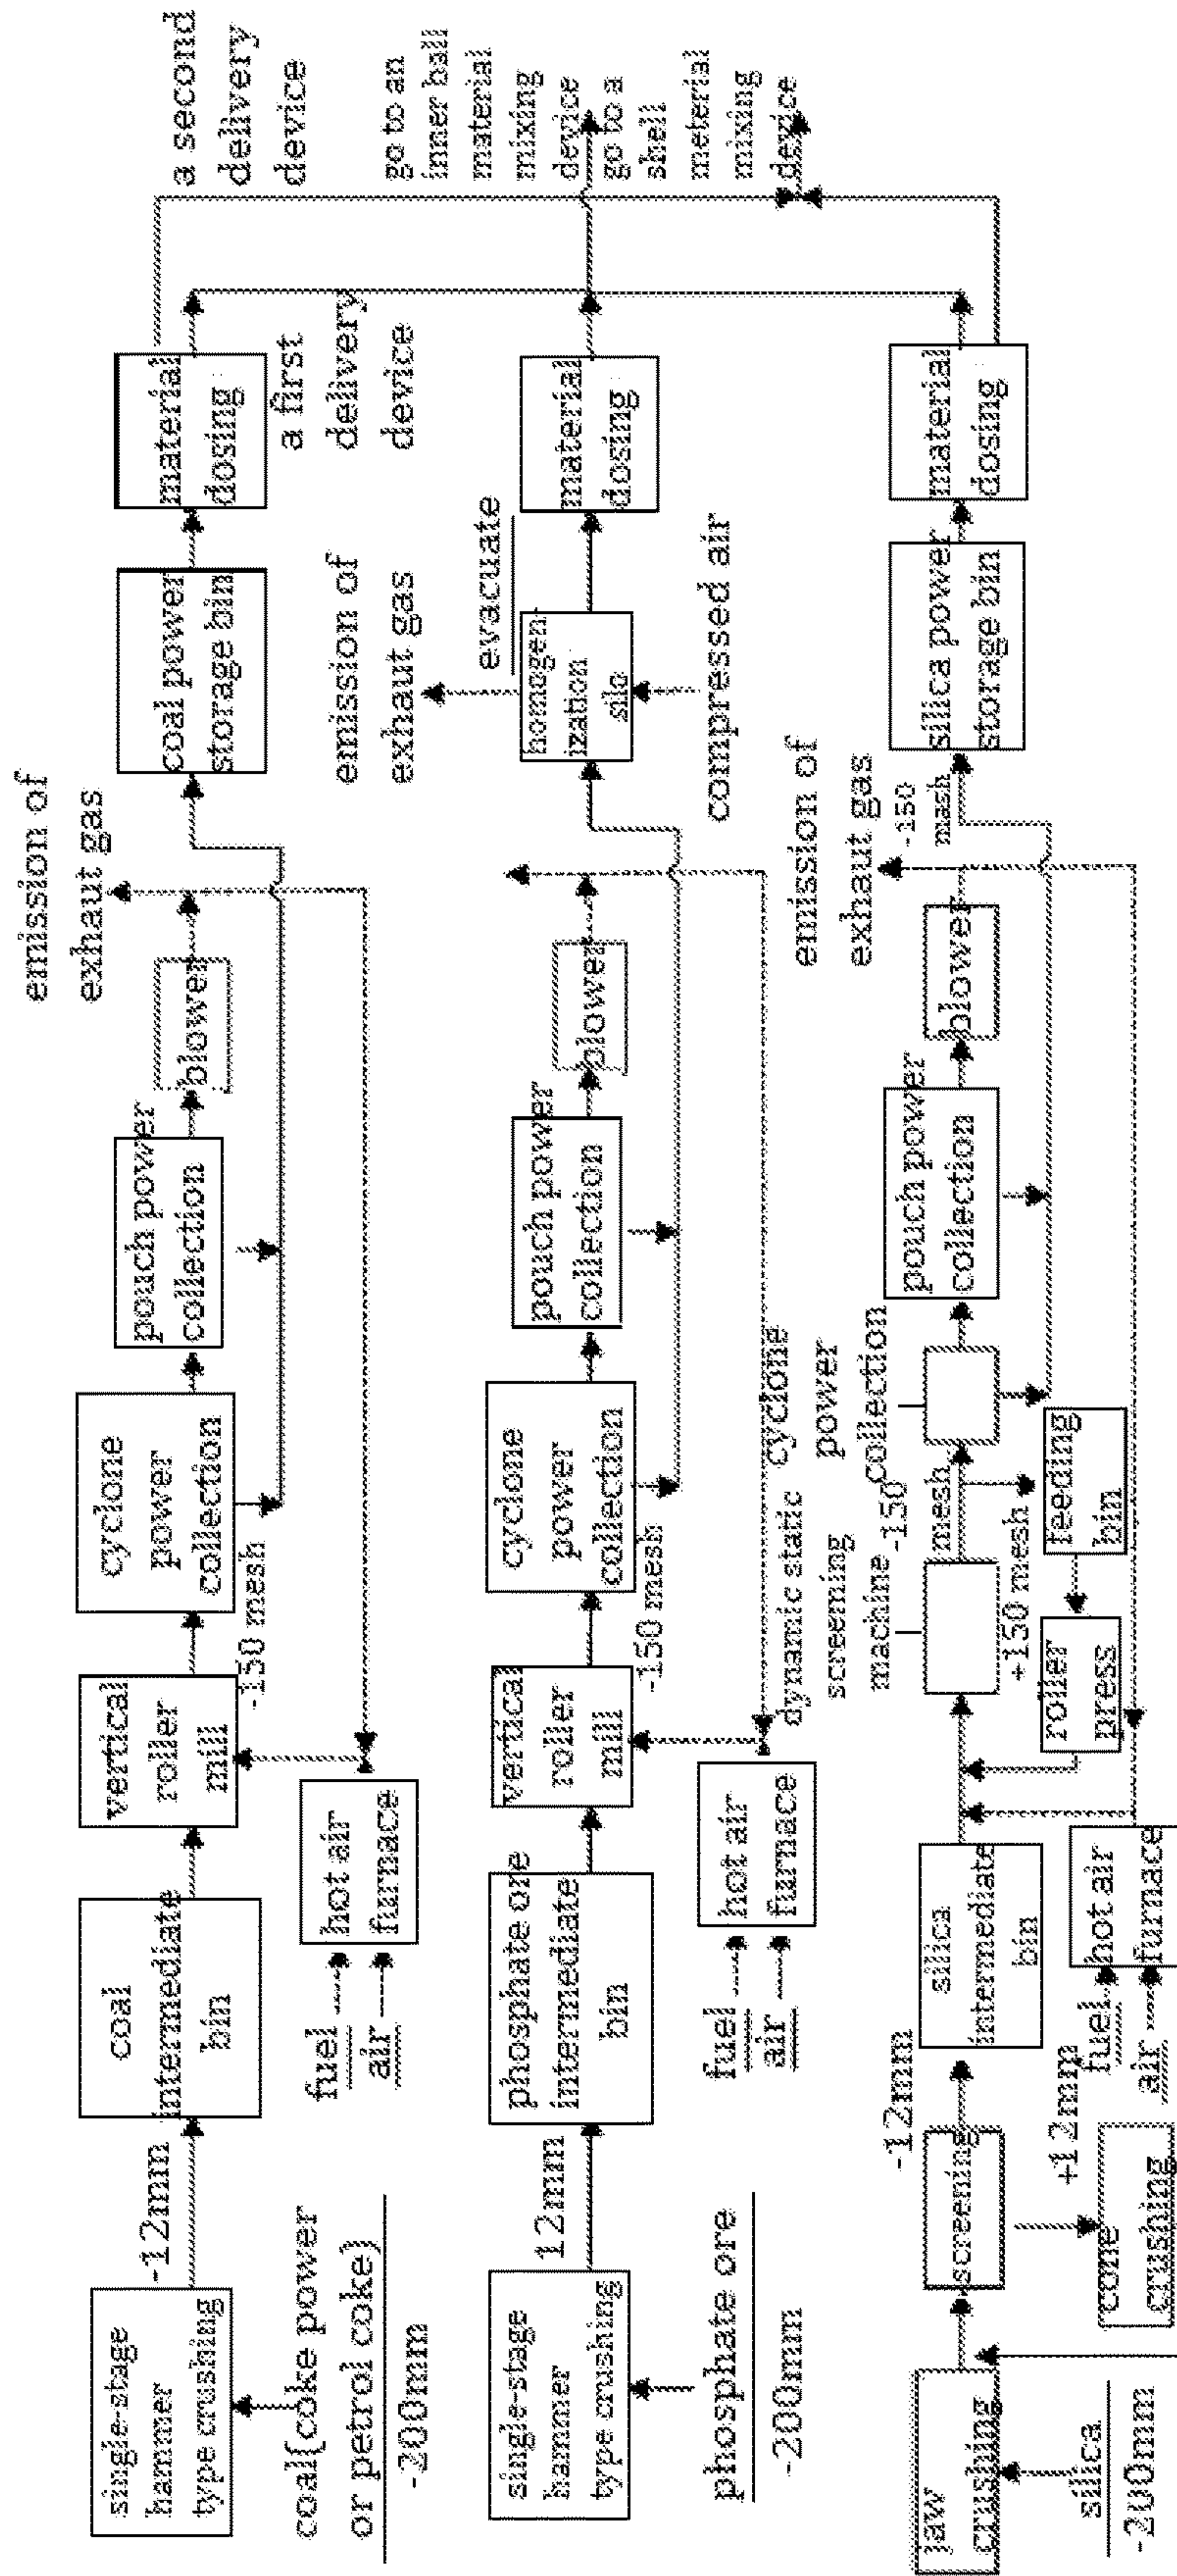 single-stage
hammer
type crushing
coal(coke power
or petrol coke)
-200mm
-12mm
coal
intermediate
bin
fuel
air
hot air
furnace
vertical
roller
mill
-150 mesh
cyclone
power
collection
pouch power
collection
blower
emission of
exhaut gas
coal power
storage bin
material
dosing
a first
delivery
device
a second
delivery
device
single-stage
hammer
type crushing
phosphate ore
-200mm
12mm
phosphate ore
intermediate
bin
fuel
air
hot air
furnace
vertical
roller
mill
-150 mesh
cyclone
power
collection
pouch power
collection
blower
homogen-
ization
silo
emission of
exhaut gas
evacuate
compressed air
material
dosing
go to an
inner ball
material
mixing
device
go to a
shell
meterial
mixing
device
jaw
crushing
silica
-200mm
screening
-12mm
+12mm
cone
crushing
silica
intermediate
bin
fuel
air
hot air
furnace
dynamic static
screening
machine
-150
mesh
+150 mesh
roller
press
feeding
bin
cyclone
power
collection
pouch power
collection
blower
emission of
exhaut gas
-150
mash
silica power
storage bin
material
dosing